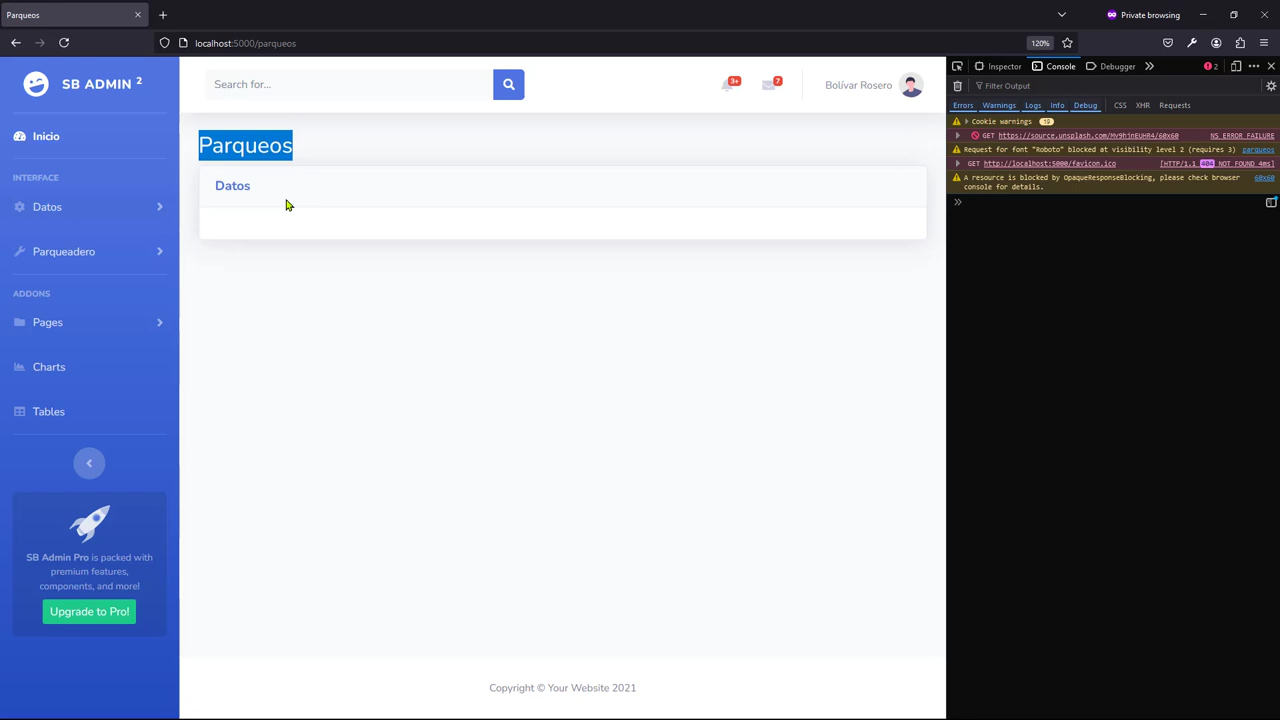 Parqueos
Private browsing
localhost:5000/parqueos
120%
SB ADMIN 2
Search for...
3+
7
Bolívar Rosero
Inicio
INTERFACE
Datos
Parqueadero
ADDONS
Pages
Charts
Tables
SB Admin Pro is packed with
premium features,
components, and more!
Upgrade to Pro!
Parqueos
Datos
Copyright © Your Website 2021
Inspector
Console
Debugger
2
Filter Output
Errors
Warnings
Logs
Info
Debug
CSS
XHR
Requests
Cookie warnings 12
GET https://source.unsplash.com/Mv9hjnEUHR4/60x60 NS_ERROR_FAILURE
Request for font "Roboto" blocked at visibility level 2 (requires 3) parqueos
GET http://localhost:5000/favicon.ico [HTTP/1.1 404 NOT FOUND 4ms]
A resource is blocked by OpaqueResponseBlocking, please check browser 60x60
console for details.